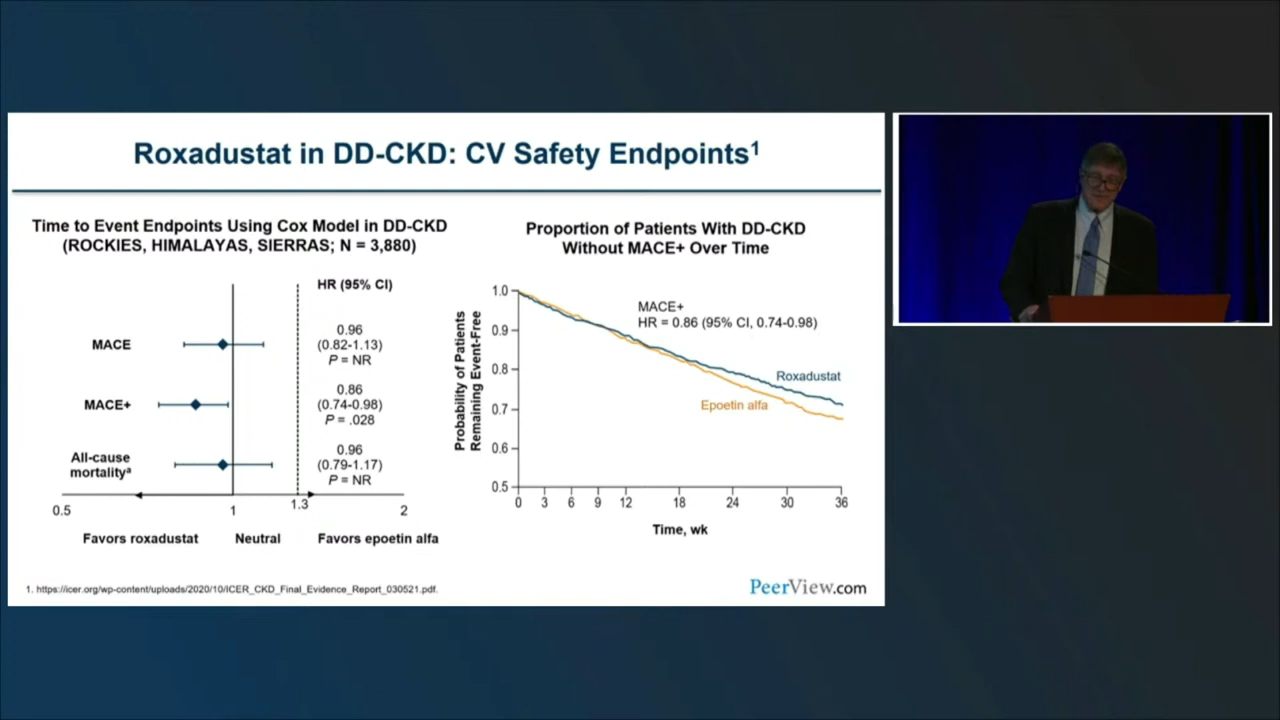 Roxadustat in DD-CKD: CV Safety Endpoints¹
Time to Event Endpoints Using Cox Model in DD-CKD
(ROCKIES, HIMALAYAS, SIERRAS; N = 3,880)
HR (95% CI)
MACE
0.96
(0.82-1.13)
P = NR
MACE+
0.86
(0.74-0.98)
P = .028
All-cause
mortalityᵃ
0.96
(0.79-1.17)
P = NR
0.5
1
1.3
2
Favors roxadustat
Neutral
Favors epoetin alfa
Proportion of Patients With DD-CKD
Without MACE+ Over Time
Probability of Patients
Remaining Event-Free
1.0
0.9
0.8
0.7
0.6
0.5
MACE+
HR = 0.86 (95% CI, 0.74-0.98)
Roxadustat
Epoetin alfa
0 3 6 9 12 18 24 30 36
Time, wk
1. https://icer.org/wp-content/uploads/2020/10/ICER_CKD_Final_Evidence_Report_030521.pdf.
PeerView.com